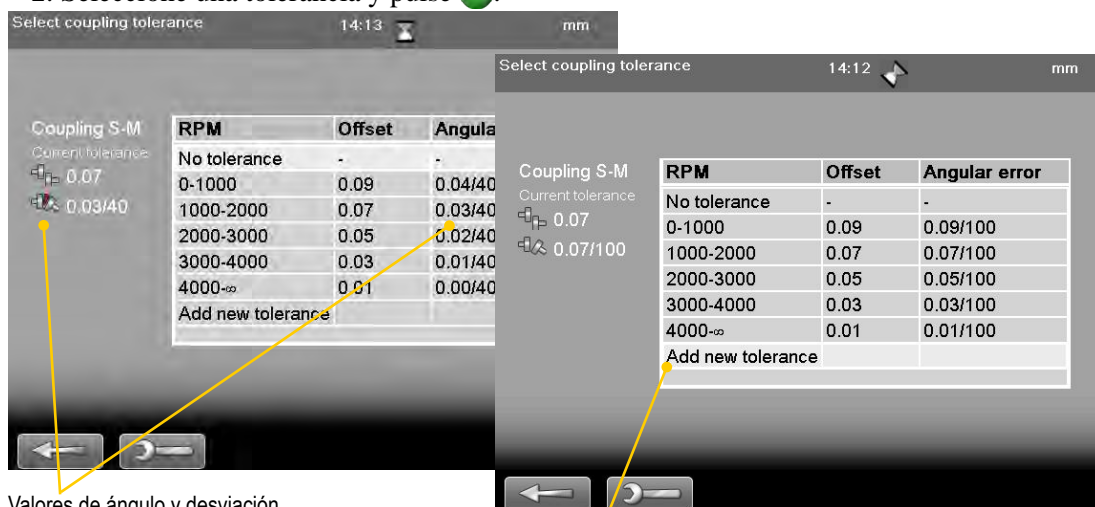 2. Seleccione una tolerancia y pulse .
Select coupling tolerance 14:13 mm
Coupling S-M
Current tolerance
0.07
0.03/40
RPM Offset Angula
No tolerance - -
0-1000 0.09 0.04/40
1000-2000 0.07 0.03/40
2000-3000 0.05 0.02/40
3000-4000 0.03 0.01/40
4000-∞ 0.01 0.00/40
Add new tolerance
Valores de ángulo y desviación
Select coupling tolerance 14:12 mm
Coupling S-M
Current tolerance
0.07
0.07/100
RPM Offset Angular error
No tolerance - -
0-1000 0.09 0.09/100
1000-2000 0.07 0.07/100
2000-3000 0.05 0.05/100
3000-4000 0.03 0.03/100
4000-∞ 0.01 0.01/100
Add new tolerance